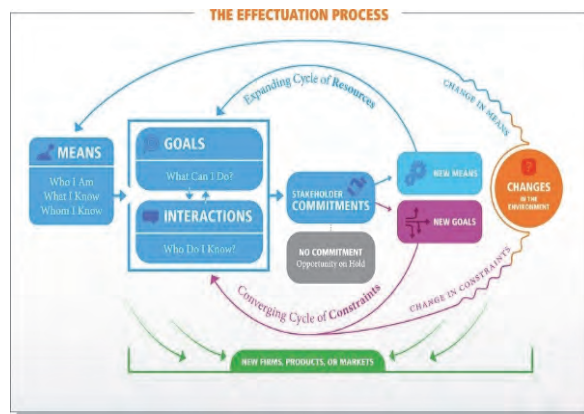 THE EFFECTUATION PROCESS
Expanding Cycle of Resources
CHANGE IN MEANS
MEANS
Who I Am
What I Know
Whom I Know
GOALS
What Can I Do?
INTERACTIONS
Who Do I Know?
STAKEHOLDER
COMMITMENTS
NO COMMITMENT
Opportunity on Hold
NEW MEANS
NEW GOALS
?
CHANGES
IN THE
ENVIRONMENT
Converging Cycle of Constraints
CHANGE IN CONSTRAINTS
NEW FIRMS, PRODUCTS, OR MARKETS